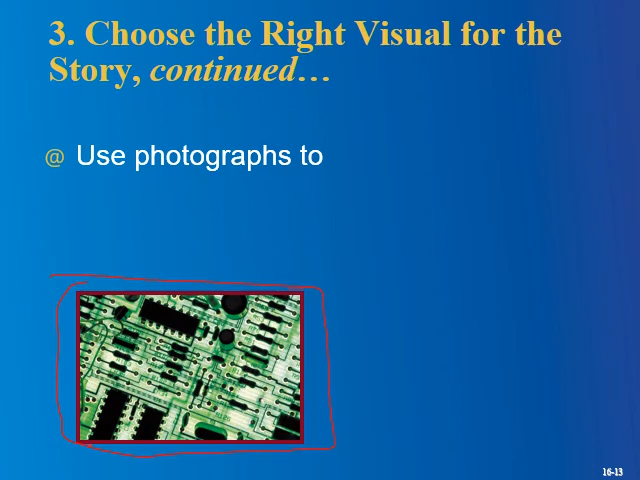 3. Choose the Right Visual for the
Story, continued…
@ Use photographs to
16-13